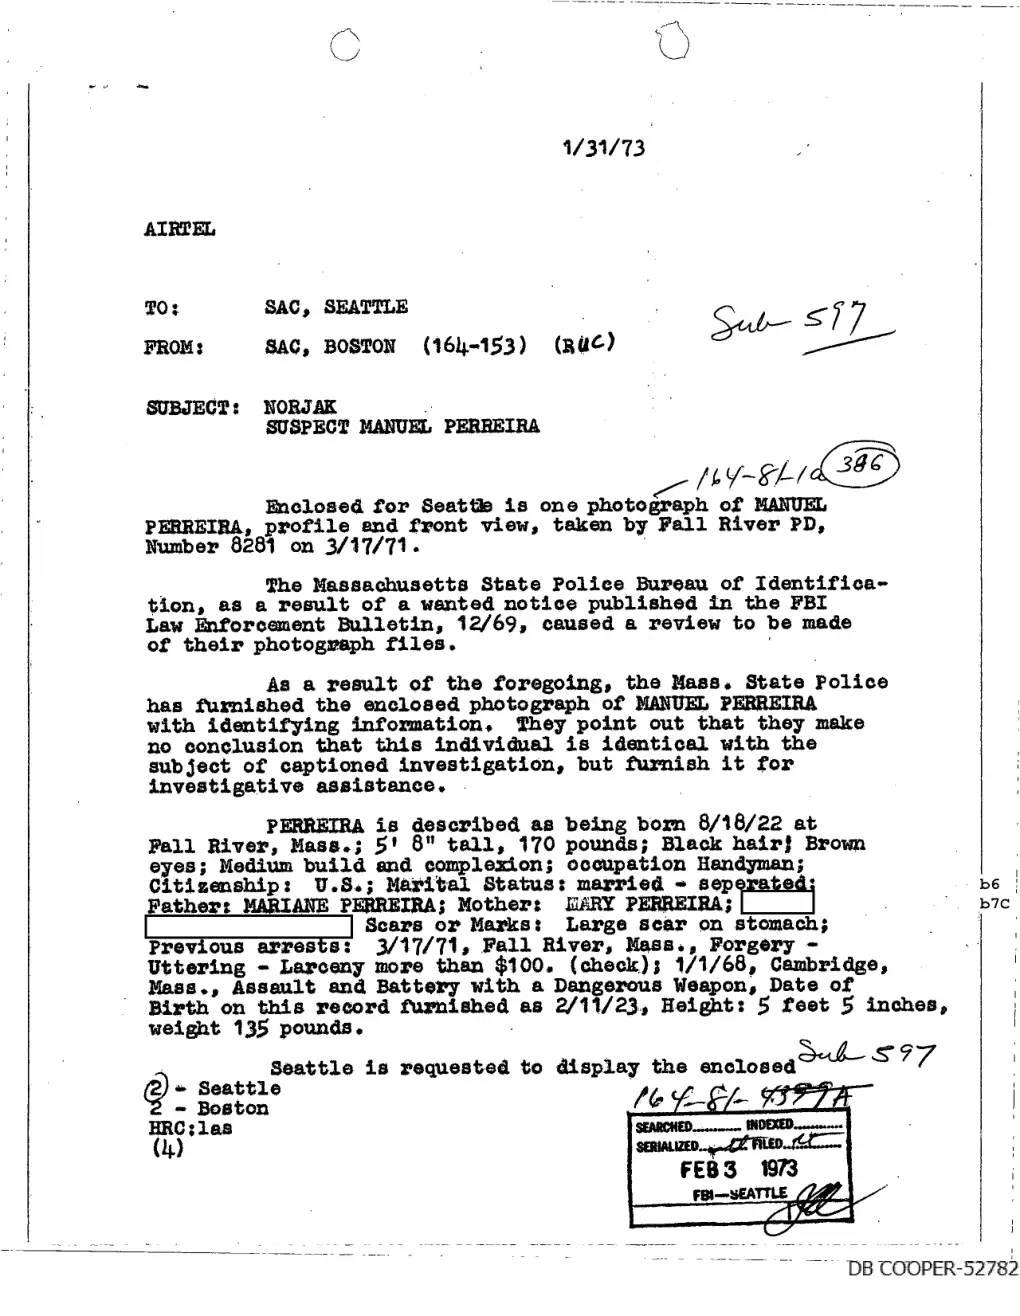 1/31/73
AIRTEL
TO: SAC, SEATTLE
FROM: SAC, BOSTON (164-153) (RUC)
Sub 597
SUBJECT: NORJAK
SUSPECT MANUEL PERREIRA
164-81-1a 386
Enclosed for Seattle is one photograph of MANUEL
PERREIRA, profile and front view, taken by Fall River PD,
Number 8281 on 3/17/71.
The Massachusetts State Police Bureau of Identifica-
tion, as a result of a wanted notice published in the FBI
Law Enforcement Bulletin, 12/69, caused a review to be made
of their photograph files.
As a result of the foregoing, the Mass. State Police
has furnished the enclosed photograph of MANUEL PERREIRA
with identifying information. They point out that they make
no conclusion that this individual is identical with the
subject of captioned investigation, but furnish it for
investigative assistance.
PERREIRA is described as being born 8/18/22 at
Fall River, Mass.; 5' 8" tall, 170 pounds; Black hair; Brown
eyes; Medium build and complexion; occupation Handyman;
Citizenship: U.S.; Marital Status: married - seperated;
b6
Father: MARIANE PERREIRA; Mother: MARY PERREIRA;
b7C
Scars or Marks: Large scar on stomach;
Previous arrests: 3/17/71, Fall River, Mass., Forgery -
Uttering - Larceny more than $100. (check); 1/1/68, Cambridge,
Mass., Assault and Battery with a Dangerous Weapon, Date of
Birth on this record furnished as 2/11/23, Height: 5 feet 5 inches,
weight 135 pounds.
Seattle is requested to display the enclosed
Sub 597
2 - Seattle
2 - Boston
HRC:las
(4)
164-81- 4399A
SEARCHED............ INDEXED............
SERIALIZED.... FILED............
FEB 3 1973
FBI—SEATTLE
DB COOPER-52782